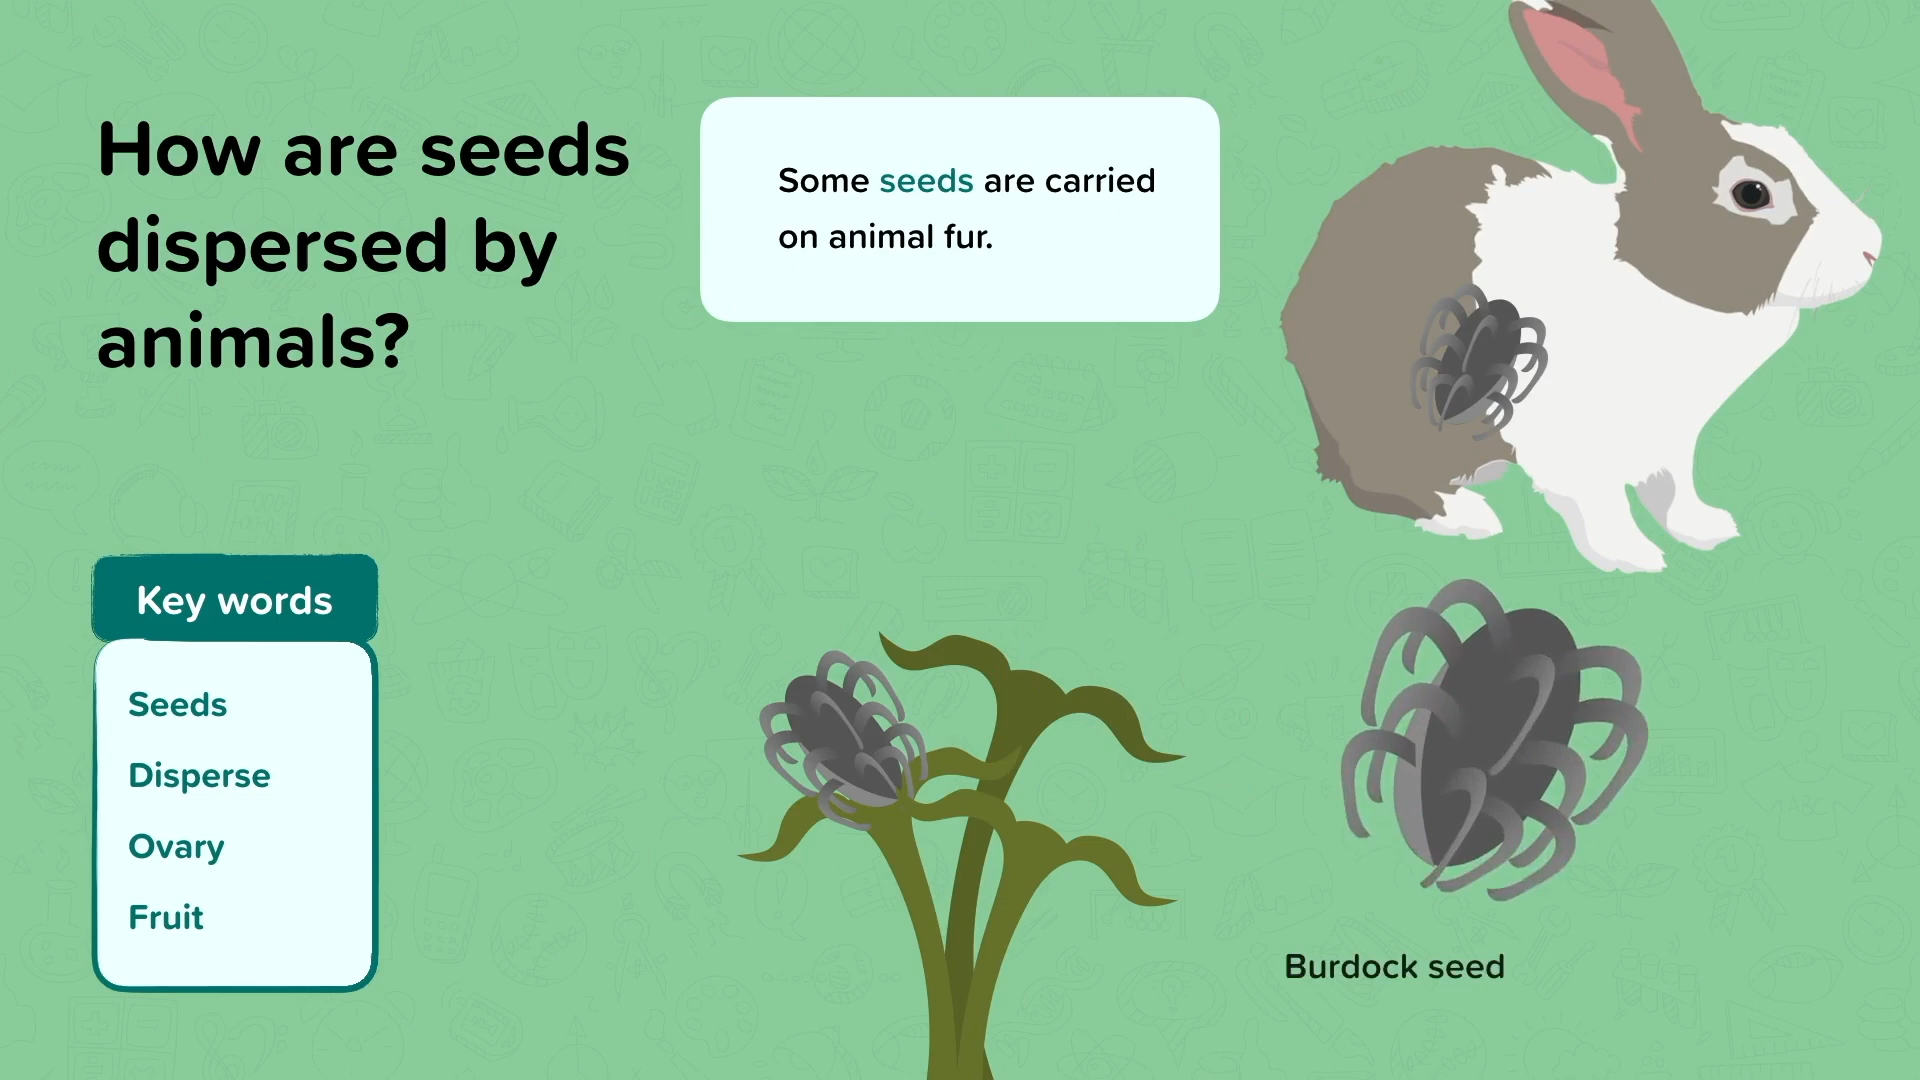 How are seeds
dispersed by
animals?
Some seeds are carried
on animal fur.
Key words
Seeds
Disperse
Ovary
Fruit
Burdock seed